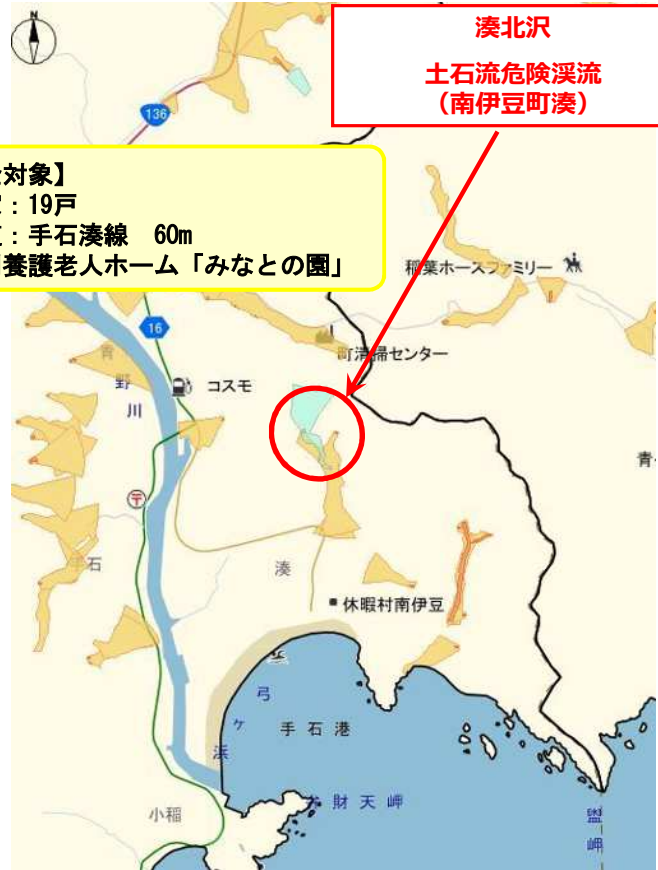 湊北沢
土石流危険渓流
(南伊豆町湊)
N
136
対象】
:19戸
:手石湊線 60m
養護老人ホーム「みなとの園」
稲葉ホースファミリー
16
町清掃センター
青野川
コスモ
青
〒
手石
湊
休暇村南伊豆
弓ヶ浜
手石港
財天岬
小稲
盥岬